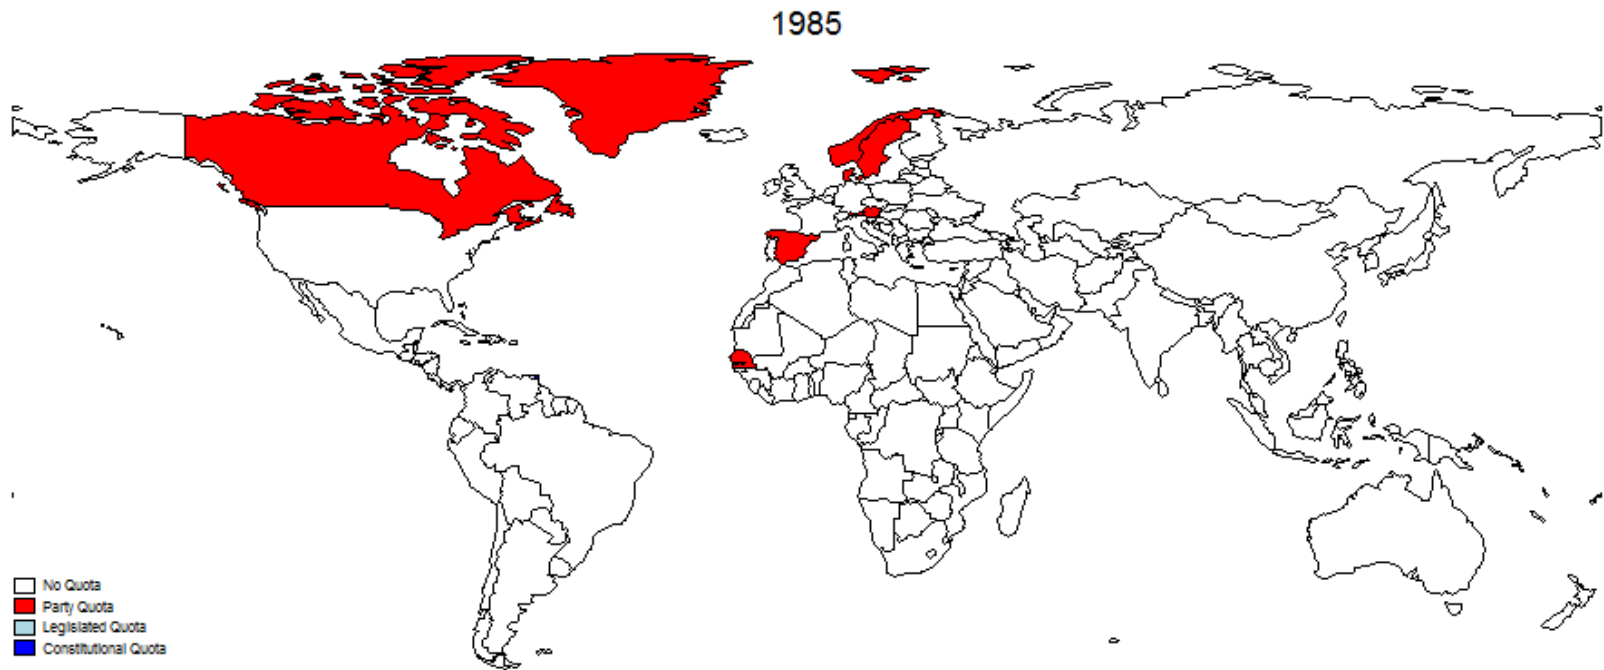 1985
No Quota
Party Quota
Legislated Quota
Constitutional Quota